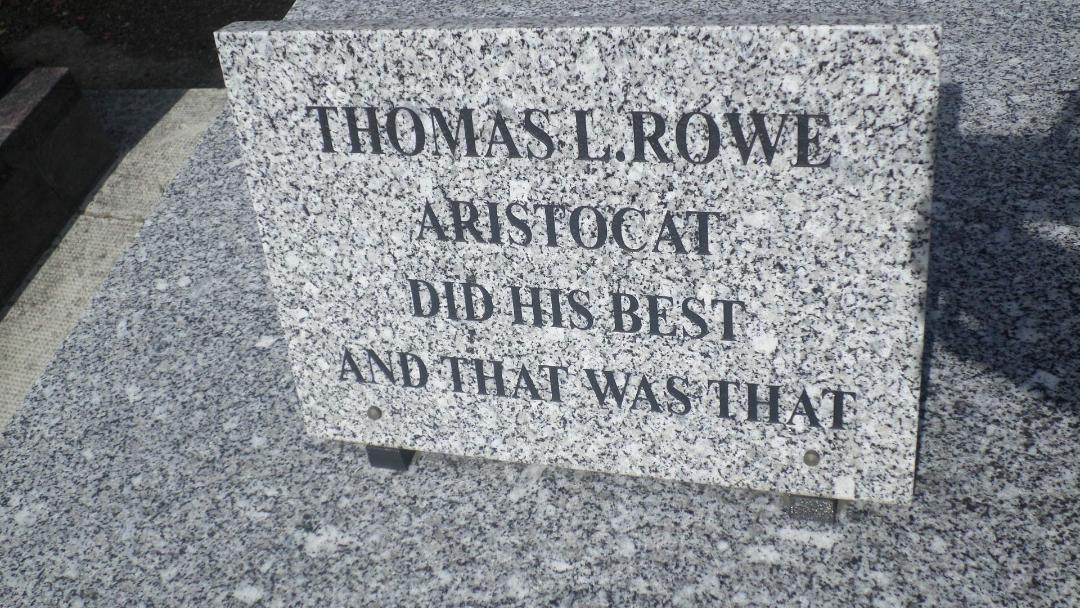 THOMAS L.ROWE
ARISTOCAT
DID HIS BEST
AND THAT WAS THAT